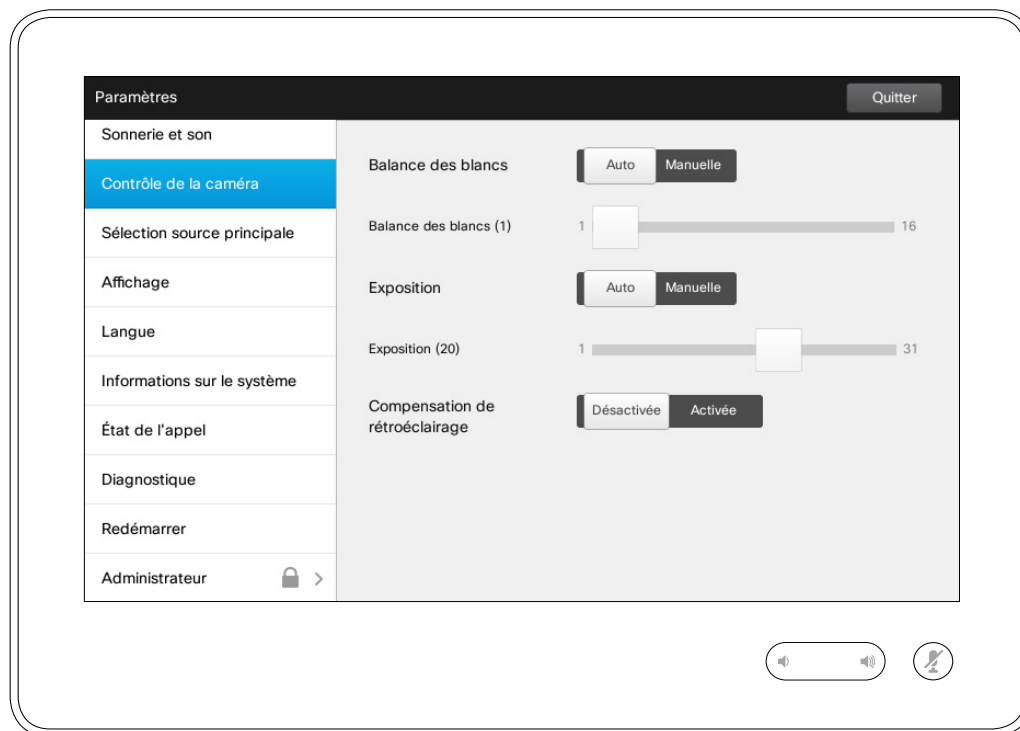 Paramètres
Quitter
Sonnerie et son
Contrôle de la caméra
Sélection source principale
Affichage
Langue
Informations sur le système
État de l'appel
Diagnostique
Redémarrer
Administrateur
Balance des blancs
Auto Manuelle
Balance des blancs (1)
1 16
Exposition
Auto Manuelle
Exposition (20)
1 31
Compensation de
rétroéclairage
Désactivée Activée